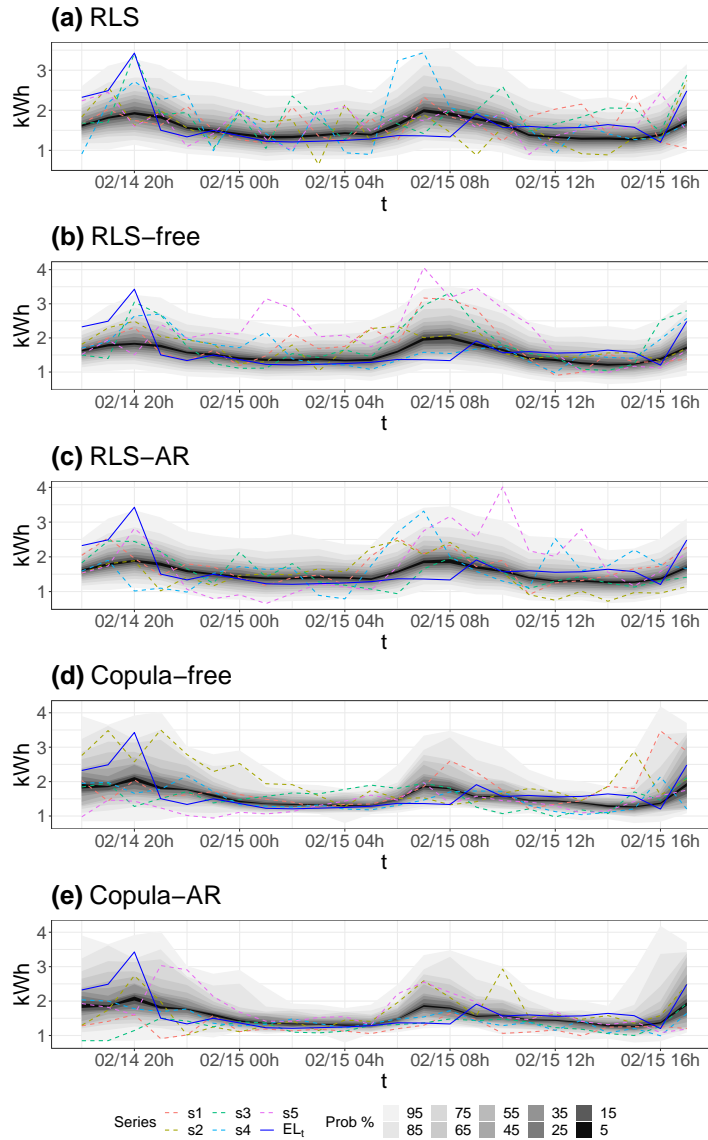 (a) RLS
3
2
1
kWh
02/14 20h 02/15 00h 02/15 04h 02/15 08h 02/15 12h 02/15 16h
t
(b) RLS−free
4
3
2
1
kWh
02/14 20h 02/15 00h 02/15 04h 02/15 08h 02/15 12h 02/15 16h
t
(c) RLS−AR
4
3
2
1
kWh
02/14 20h 02/15 00h 02/15 04h 02/15 08h 02/15 12h 02/15 16h
t
(d) Copula−free
4
3
2
1
kWh
02/14 20h 02/15 00h 02/15 04h 02/15 08h 02/15 12h 02/15 16h
t
(e) Copula−AR
4
3
2
1
kWh
02/14 20h 02/15 00h 02/15 04h 02/15 08h 02/15 12h 02/15 16h
t
Series s1 s3 s5 Prob % 95 75 55 35 15
s2 s4 ELt 85 65 45 25 5